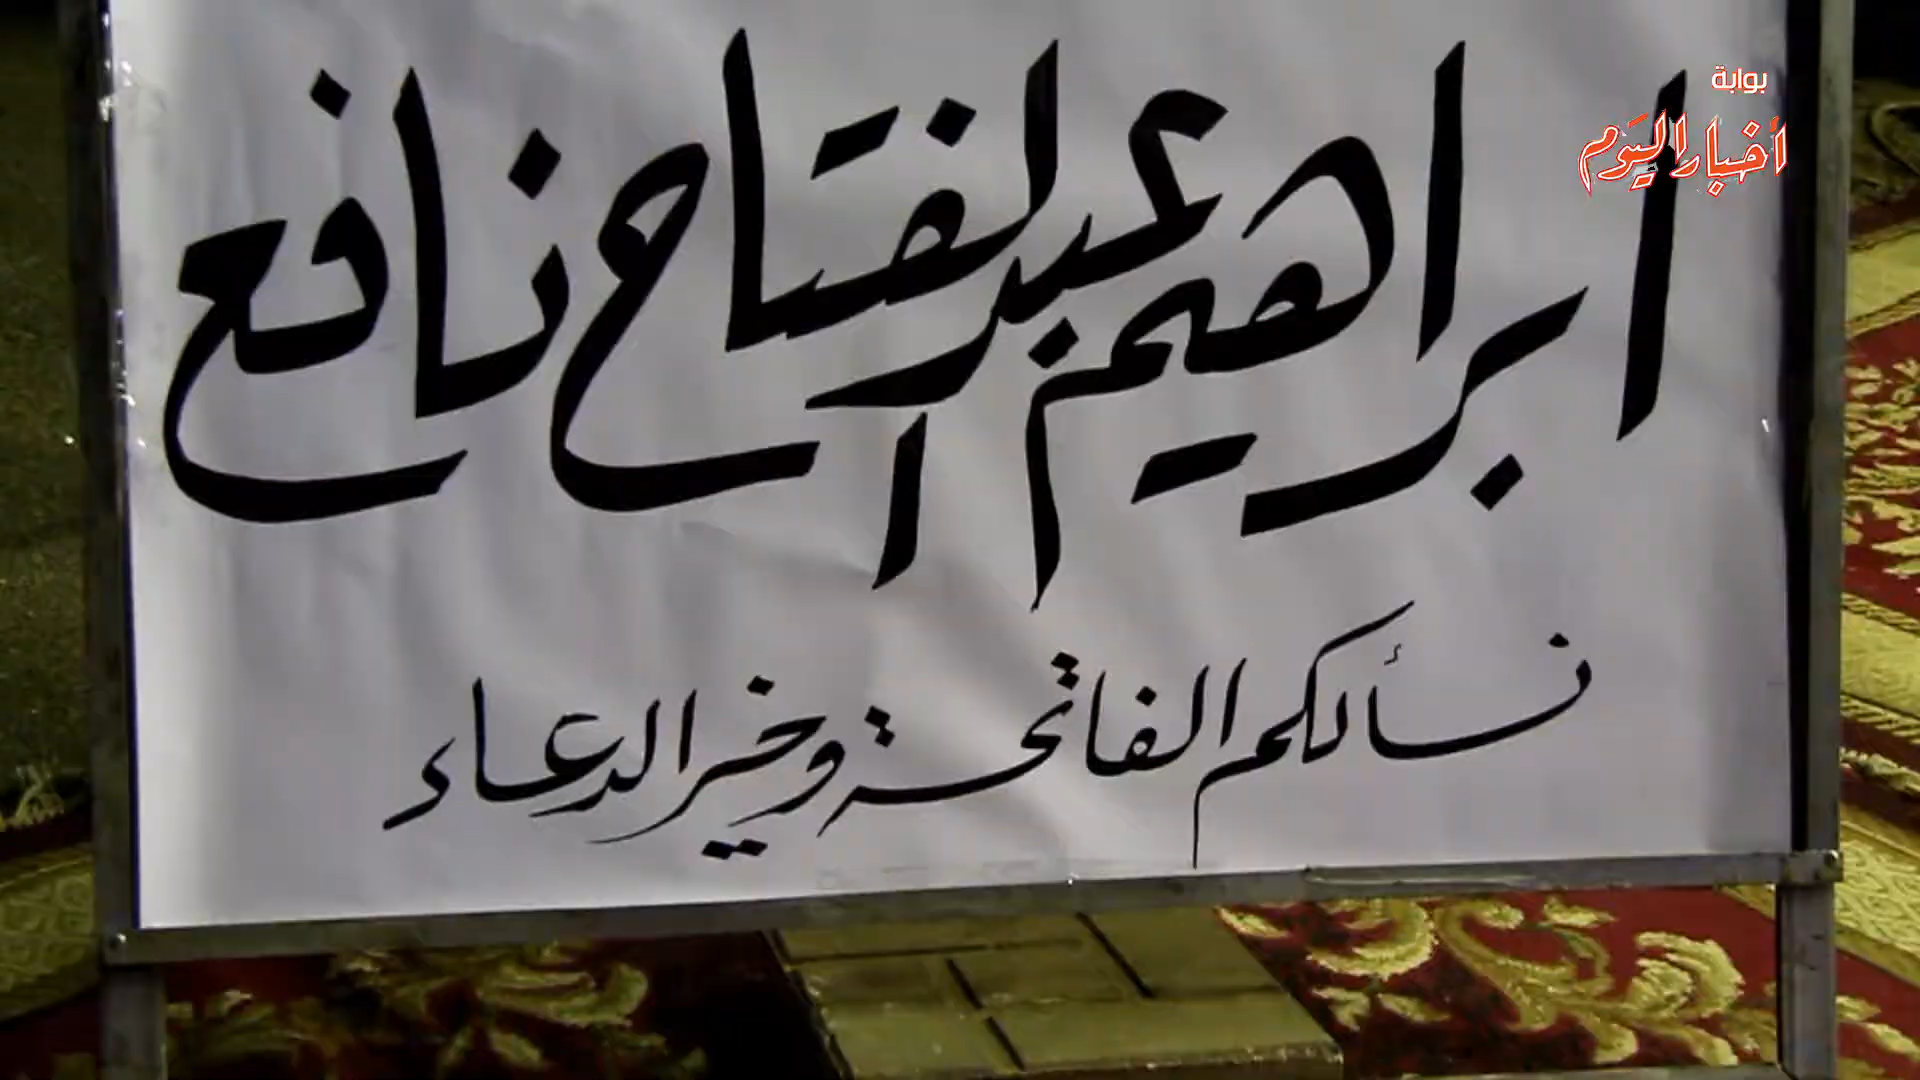 بوابة
أخبار اليوم
ابراهيم عبد الفتاح نافع
نسألكم الفاتحة وخير الدعاء